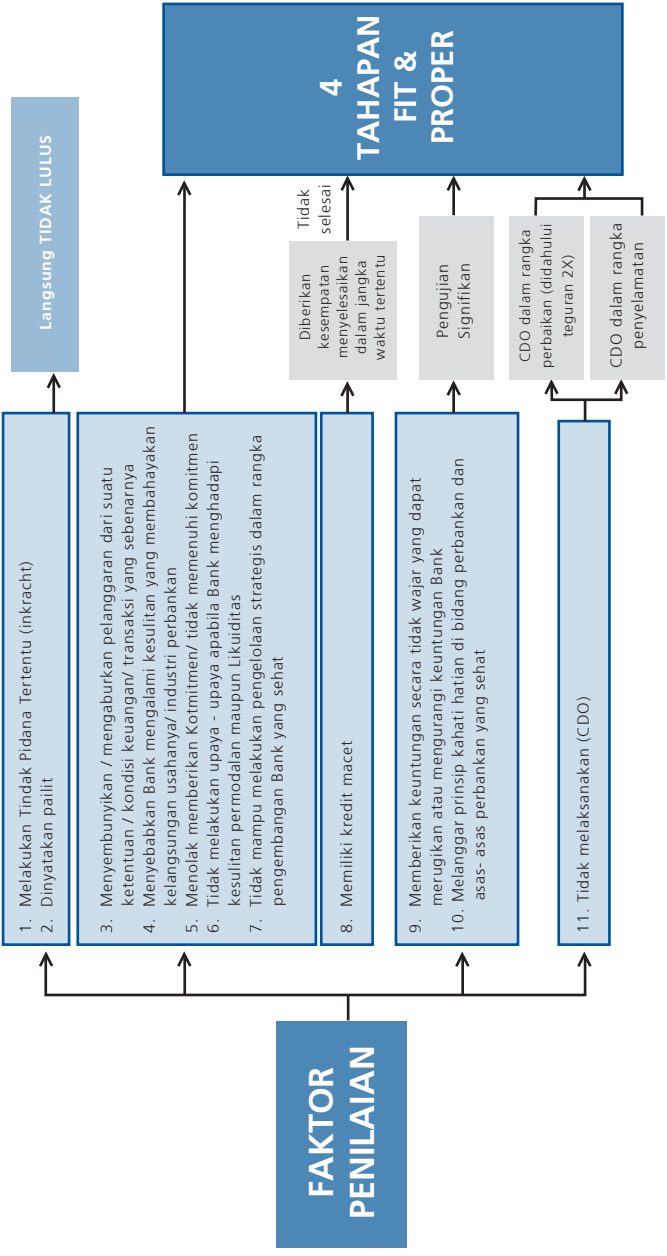 FAKTOR
PENILAIAN
1. Melakukan Tindak Pidana Tertentu (inkracht)
2. Dinyatakan pailit
Langsung TIDAK LULUS
3. Menyembunyikan / mengaburkan pelanggaran dari suatu
ketentuan / kondisi keuangan/ transaksi yang sebenarnya
4. Menyebabkan Bank mengalami kesulitan yang membahayakan
kelangsungan usahanya/ industri perbankan
5. Menolak memberikan Kotmitmen/ tidak memenuhi komitmen
6. Tidak melakukan upaya - upaya apabila Bank menghadapi
kesulitan permodalan maupun Likuiditas
7. Tidak mampu melakukan pengelolaan strategis dalam rangka
pengembangan Bank yang sehat
8. Memiliki kredit macet
Diberikan
kesempatan
menyelesaikan
dalam jangka
waktu tertentu
Tidak
selesai
9. Memberikan keuntungan secara tidak wajar yang dapat
merugikan atau mengurangi keuntungan Bank
10. Melanggar prinsip kahati hatian di bidang perbankan dan
asas- asas perbankan yang sehat
Pengujian
Signifikan
11. Tidak melaksanakan (CDO)
CDO dalam rangka
perbaikan (didahului
teguran 2X)
CDO dalam rangka
penyelamatan
4
TAHAPAN
FIT &
PROPER